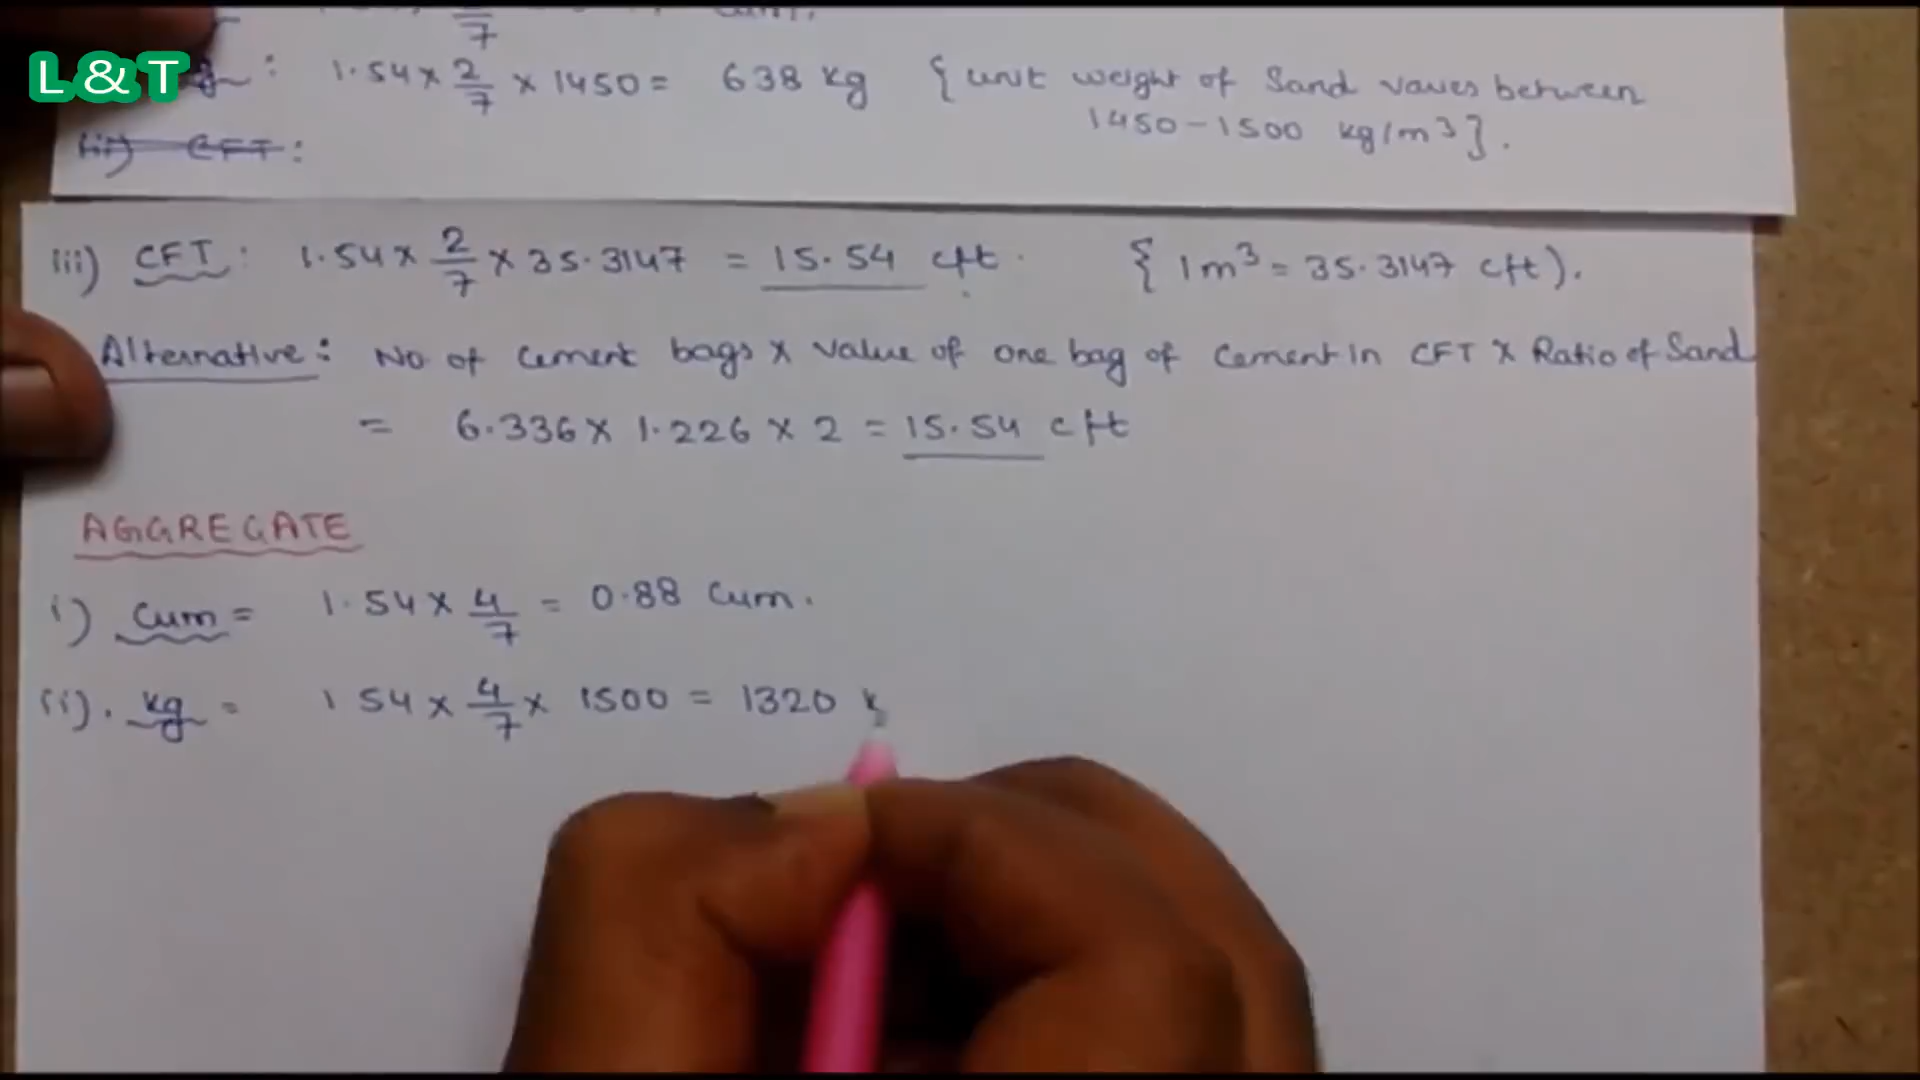 7
L&T : 1.54 × 2/7 × 1450 = 638 kg { unit weight of Sand varies between
1450 - 1500 kg/m3}.
iii) CFT :
iii) CFT : 1.54 × 2/7 × 35.3147 = 15.54 cft. { 1m3 = 35.3147 cft).
Alternative : No of cement bags × value of one bag of Cement in CFT × Ratio of Sand
= 6.336 × 1.226 × 2 = 15.54 cft
AGGREGATE
i) Cum = 1.54 × 4/7 = 0.88 Cum.
(ii). kg = 1 54 × 4/7 × 1500 = 1320 k